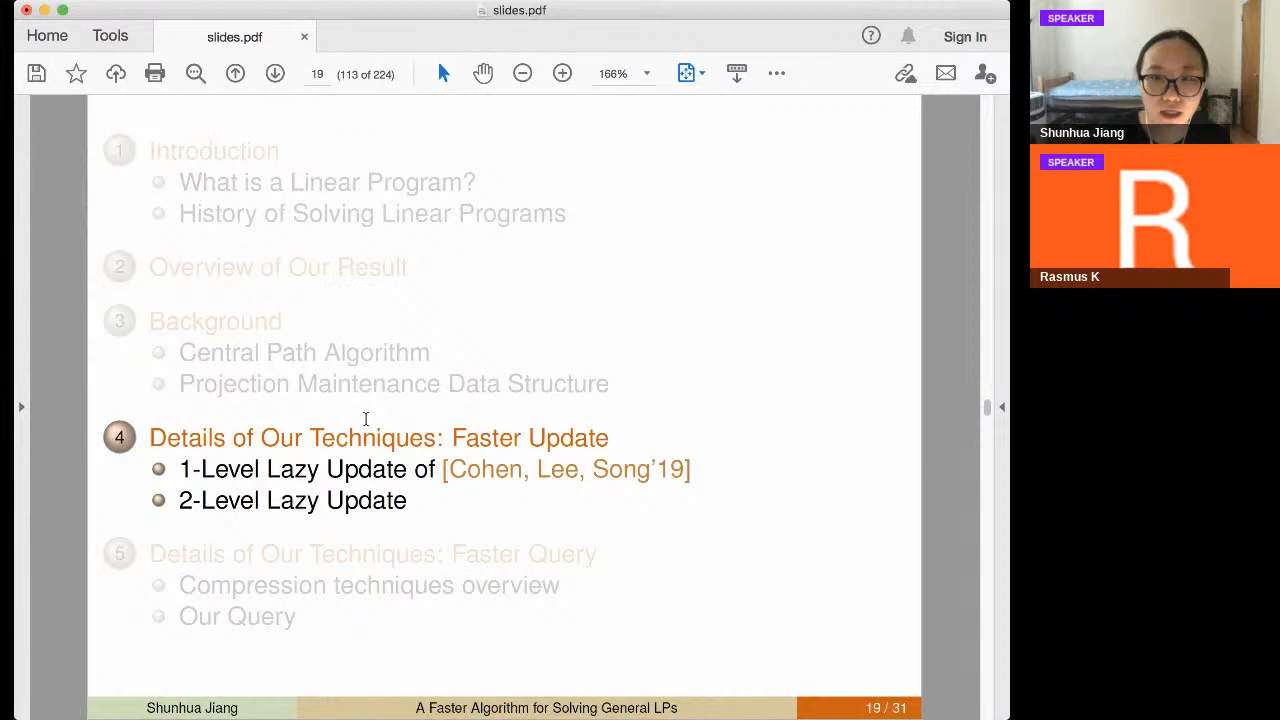 slides.pdf
Home
Tools
slides.pdf
×
Sign In
19 (113 of 224)
166%
SPEAKER
Shunhua Jiang
SPEAKER
R
Rasmus K
1 Introduction
What is a Linear Program?
History of Solving Linear Programs
2 Overview of Our Result
3 Background
Central Path Algorithm
Projection Maintenance Data Structure
4 Details of Our Techniques: Faster Update
1-Level Lazy Update of [Cohen, Lee, Song'19]
2-Level Lazy Update
5 Details of Our Techniques: Faster Query
Compression techniques overview
Our Query
Shunhua Jiang
A Faster Algorithm for Solving General LPs
19 / 31